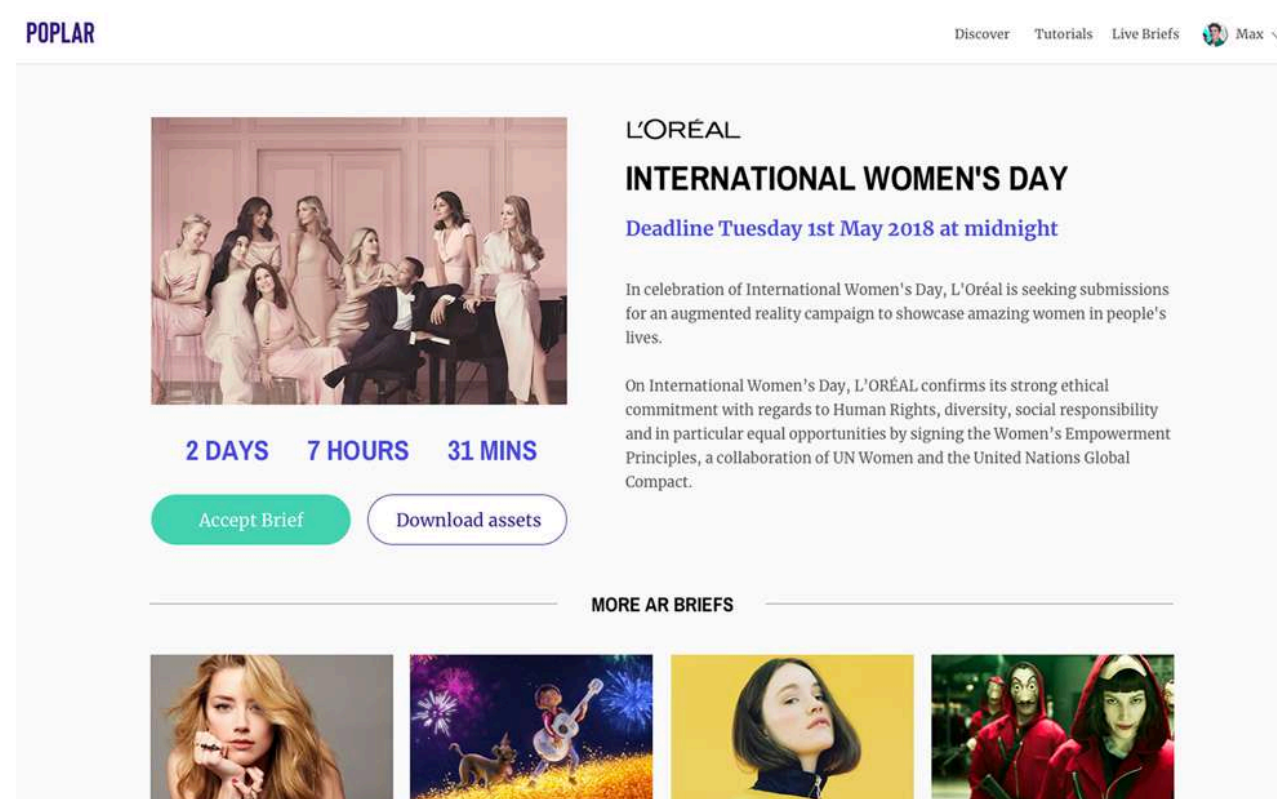 POPLAR
Discover Tutorials Live Briefs Max
L'ORÉAL
INTERNATIONAL WOMEN'S DAY
Deadline Tuesday 1st May 2018 at midnight
In celebration of International Women's Day, L'Oréal is seeking submissions
for an augmented reality campaign to showcase amazing women in people's
lives.
On International Women’s Day, L’ORÉAL confirms its strong ethical
commitment with regards to Human Rights, diversity, social responsibility
and in particular equal opportunities by signing the Women’s Empowerment
Principles, a collaboration of UN Women and the United Nations Global
Compact.
2 DAYS 7 HOURS 31 MINS
Accept Brief Download assets
MORE AR BRIEFS